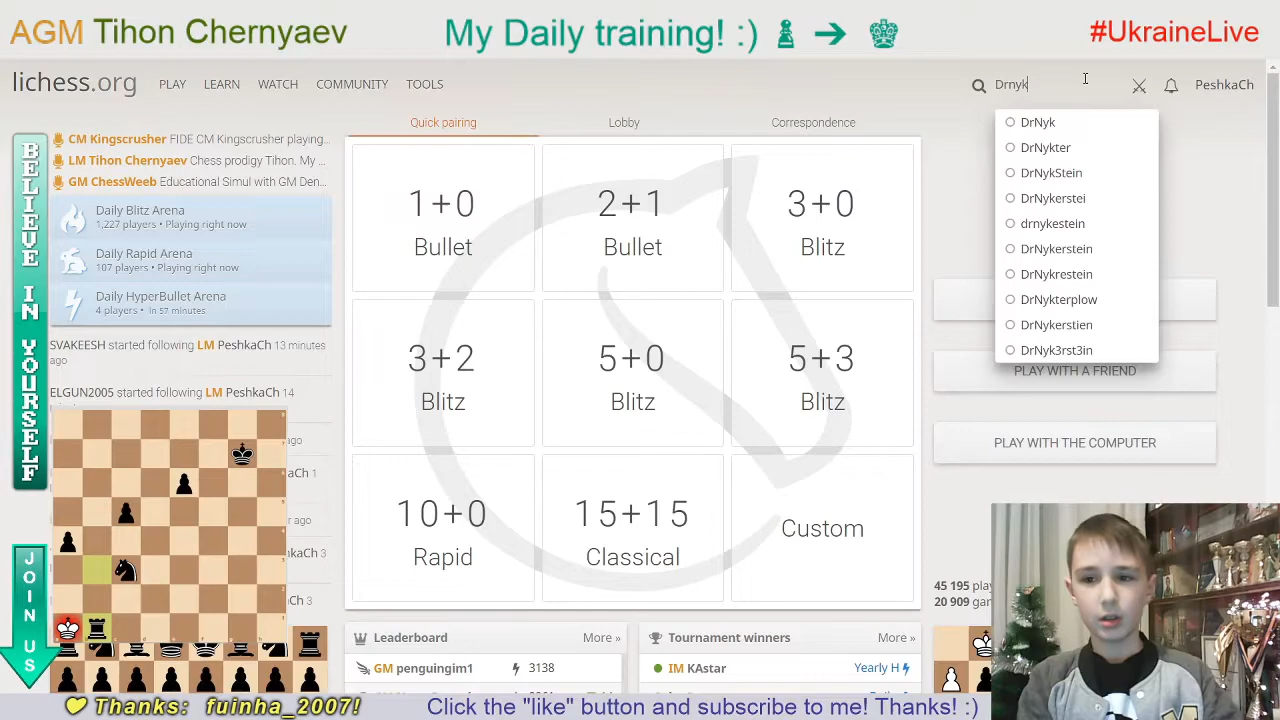 AGM Tihon Chernyaev
My Daily training! :)
#UkraineLive
lichess.org
PLAY
LEARN
WATCH
COMMUNITY
TOOLS
Drnyk
PeshkaCh
DrNyk
DrNykter
DrNykStein
DrNykerstei
drnykestein
DrNykerstein
DrNykrestein
DrNykterplow
DrNykerstien
DrNyk3rst3in
BELIEVE IN YOURSELF
JOIN US
CM Kingscrusher FIDE CM Kingscrusher playing...
LM Tihon Chernyaev Chess prodigy Tihon. My ...
GM ChessWeeb Educational Simul with GM Den...
Daily Blitz Arena
1,227 players • Playing right now
Daily Rapid Arena
107 players • Playing right now
Daily HyperBullet Arena
4 players • In 57 minutes
SVAKEESH started following LM PeshkaCh 13 minutes
ago
ELGUN2005 started following LM PeshkaCh 14
Quick pairing
Lobby
Correspondence
1+0
Bullet
2+1
Bullet
3+0
Blitz
3+2
Blitz
5+0
Blitz
5+3
Blitz
10+0
Rapid
15+15
Classical
Custom
PLAY WITH A FRIEND
PLAY WITH THE COMPUTER
45 195 play
20 909 gam
Leaderboard
More »
GM penguingim1
3138
Tournament winners
More »
IM KAstar
Yearly H
Thanks: fuinha_2007!
Click the "like" button and subscribe to me! Thanks! :)